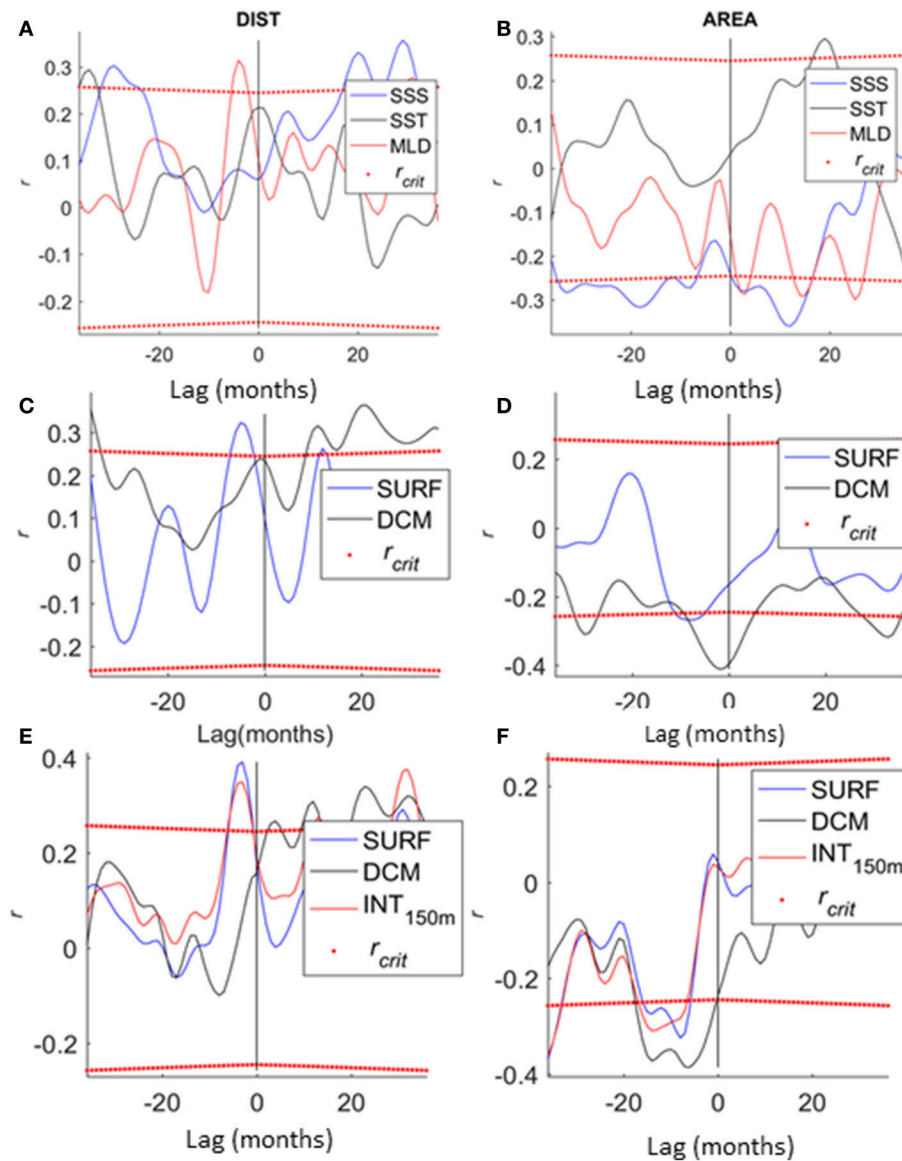 A
DIST
0.3
0.2
0.1
0
-0.1
-0.2
r
SSS
SST
MLD
r_crit
-20
0
20
Lag (months)
B
AREA
0.3
0.2
0.1
0
-0.1
-0.2
-0.3
r
SSS
SST
MLD
r_crit
-20
0
20
Lag (months)
C
0.3
0.2
0.1
0
-0.1
-0.2
r
SURF
DCM
r_crit
-20
0
20
Lag(months)
D
0.2
0
-0.2
-0.4
r
SURF
DCM
r_crit
-20
0
20
Lag (months)
E
0.4
0.2
0
-0.2
r
SURF
DCM
INT_150m
r_crit
-20
0
20
Lag (months)
F
0.2
0
-0.2
-0.4
r
SURF
DCM
INT_150m
r_crit
-20
0
20
Lag (months)